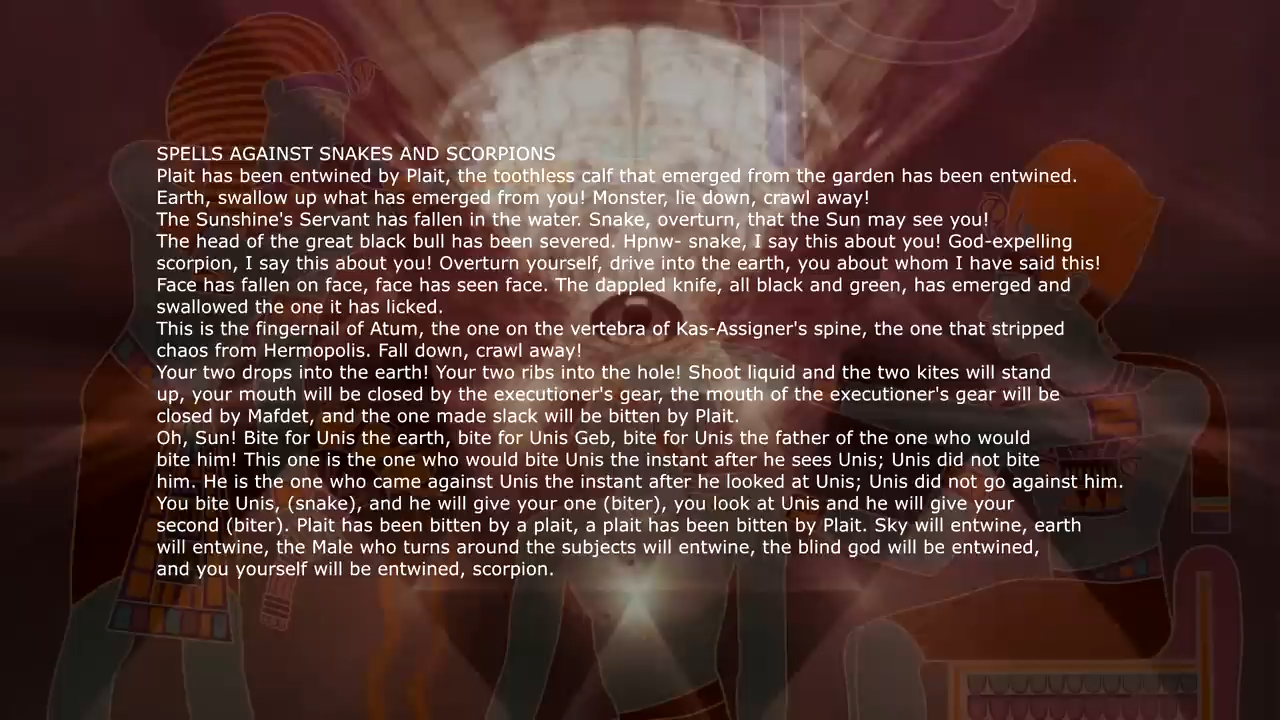 SPELLS AGAINST SNAKES AND SCORPIONS
Plait has been entwined by Plait, the toothless calf that emerged from the garden has been entwined.
Earth, swallow up what has emerged from you! Monster, lie down, crawl away!
The Sunshine's Servant has fallen in the water. Snake, overturn, that the Sun may see you!
The head of the great black bull has been severed. Hpnw- snake, I say this about you! God-expelling
scorpion, I say this about you! Overturn yourself, drive into the earth, you about whom I have said this!
Face has fallen on face, face has seen face. The dappled knife, all black and green, has emerged and
swallowed the one it has licked.
This is the fingernail of Atum, the one on the vertebra of Kas-Assigner's spine, the one that stripped
chaos from Hermopolis. Fall down, crawl away!
Your two drops into the earth! Your two ribs into the hole! Shoot liquid and the two kites will stand
up, your mouth will be closed by the executioner's gear, the mouth of the executioner's gear will be
closed by Mafdet, and the one made slack will be bitten by Plait.
Oh, Sun! Bite for Unis the earth, bite for Unis Geb, bite for Unis the father of the one who would
bite him! This one is the one who would bite Unis the instant after he sees Unis; Unis did not bite
him. He is the one who came against Unis the instant after he looked at Unis; Unis did not go against him.
You bite Unis, (snake), and he will give your one (biter), you look at Unis and he will give your
second (biter). Plait has been bitten by a plait, a plait has been bitten by Plait. Sky will entwine, earth
will entwine, the Male who turns around the subjects will entwine, the blind god will be entwined,
and you yourself will be entwined, scorpion.